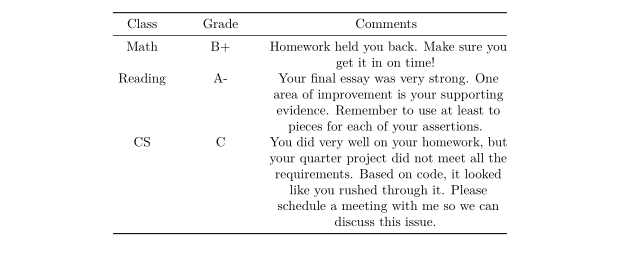 Class Grade Comments
Math B+ Homework held you back. Make sure you
get it in on time!
Reading A- Your final essay was very strong. One
area of improvement is your supporting
evidence. Remember to use at least to
pieces for each of your assertions.
CS C You did very well on your homework, but
your quarter project did not meet all the
requirements. Based on code, it looked
like you rushed through it. Please
schedule a meeting with me so we can
discuss this issue.